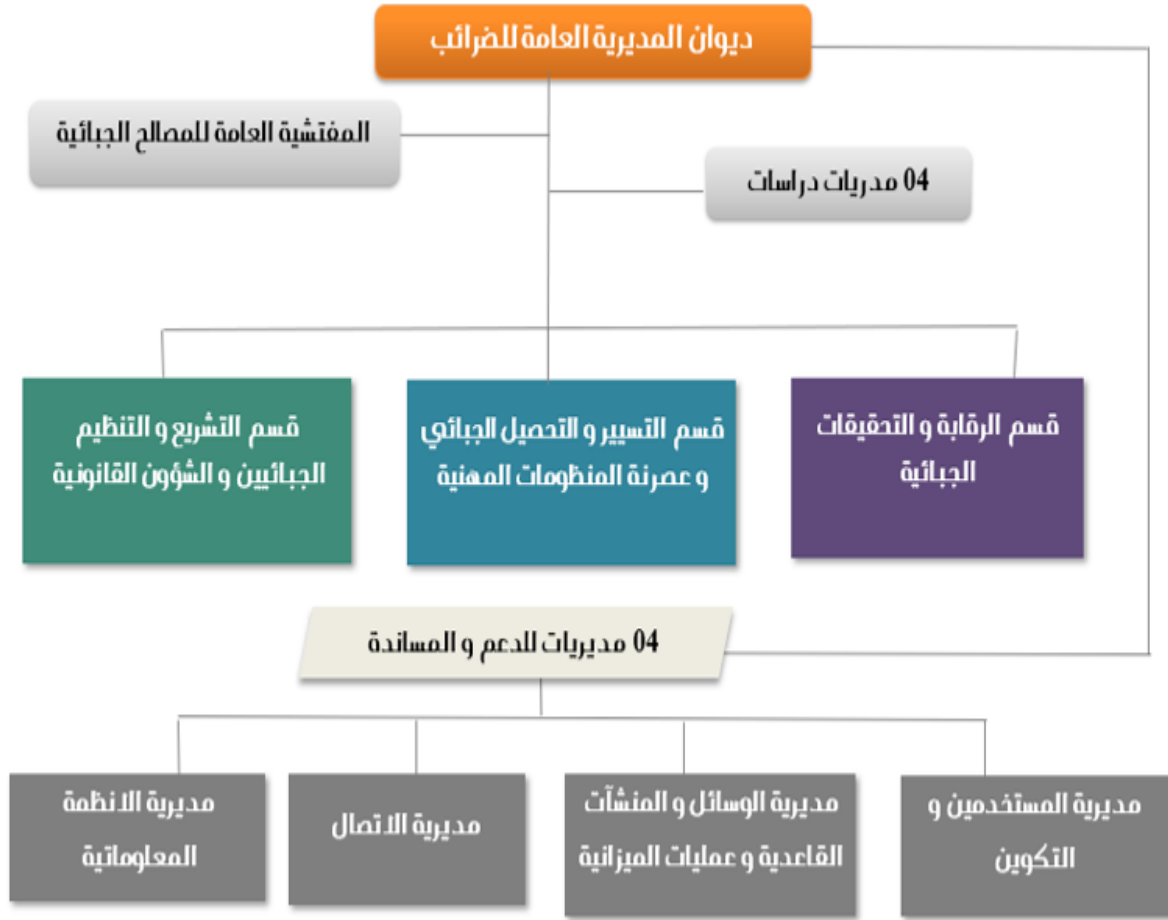 ديوان المديرية العامة للضرائب
المفتشية العامة للمصالح الجبائية
04 مدريات دراسات
قسم الرقابة و التحقيقات
الجبائية
قسم التسيير و التحصيل الجبائي
و عصرنة المنظومات المهنية
قسم التشريع و التنظيم
الجبائيين و الشؤون القانونية
04 مديريات للدعم و المساندة
مديرية المستخدمين و
التكوين
مديرية الوسائل و المنشآت
القاعدية و عمليات الميزانية
مديرية الاتصال
مديرية الانظمة
المعلوماتية